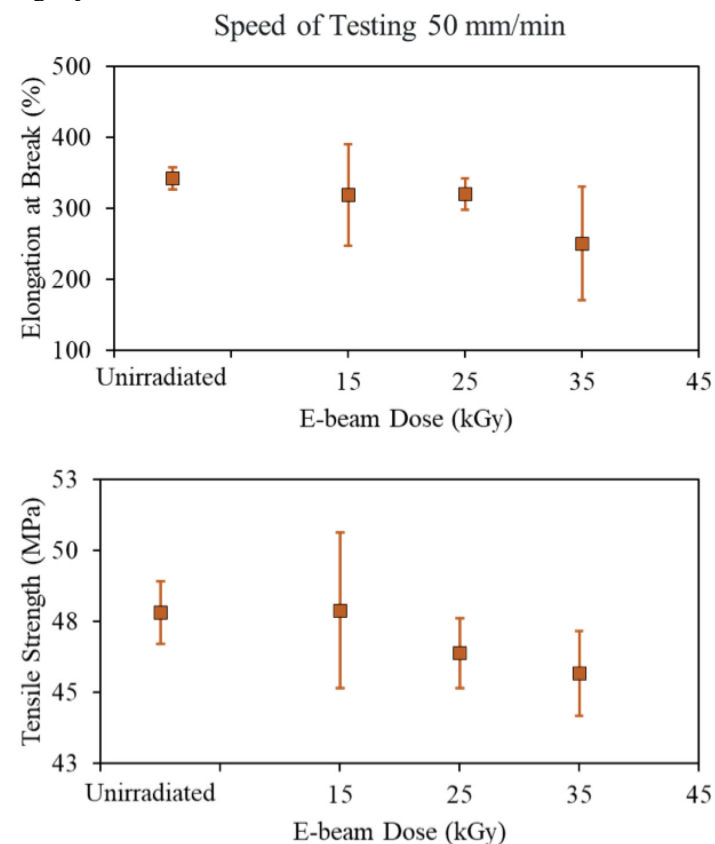 Speed of Testing 50 mm/min
Elongation at Break (%)
500
400
300
200
100
Unirradiated 15 25 35 45
E-beam Dose (kGy)
Tensile Strength (MPa)
53
50
48
45
43
Unirradiated 15 25 35 45
E-beam Dose (kGy)